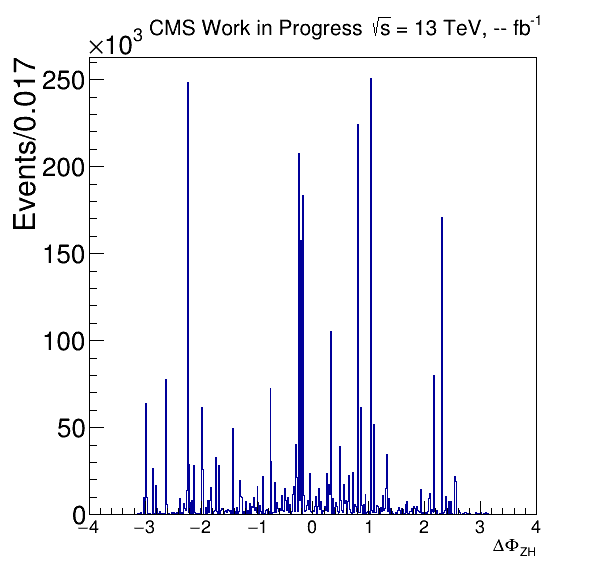 ×10³ CMS Work in Progress √s = 13 TeV, -- fb⁻¹
Events/0.017
250
200
150
100
50
0
−4 −3 −2 −1 0 1 2 3 4
ΔΦZH